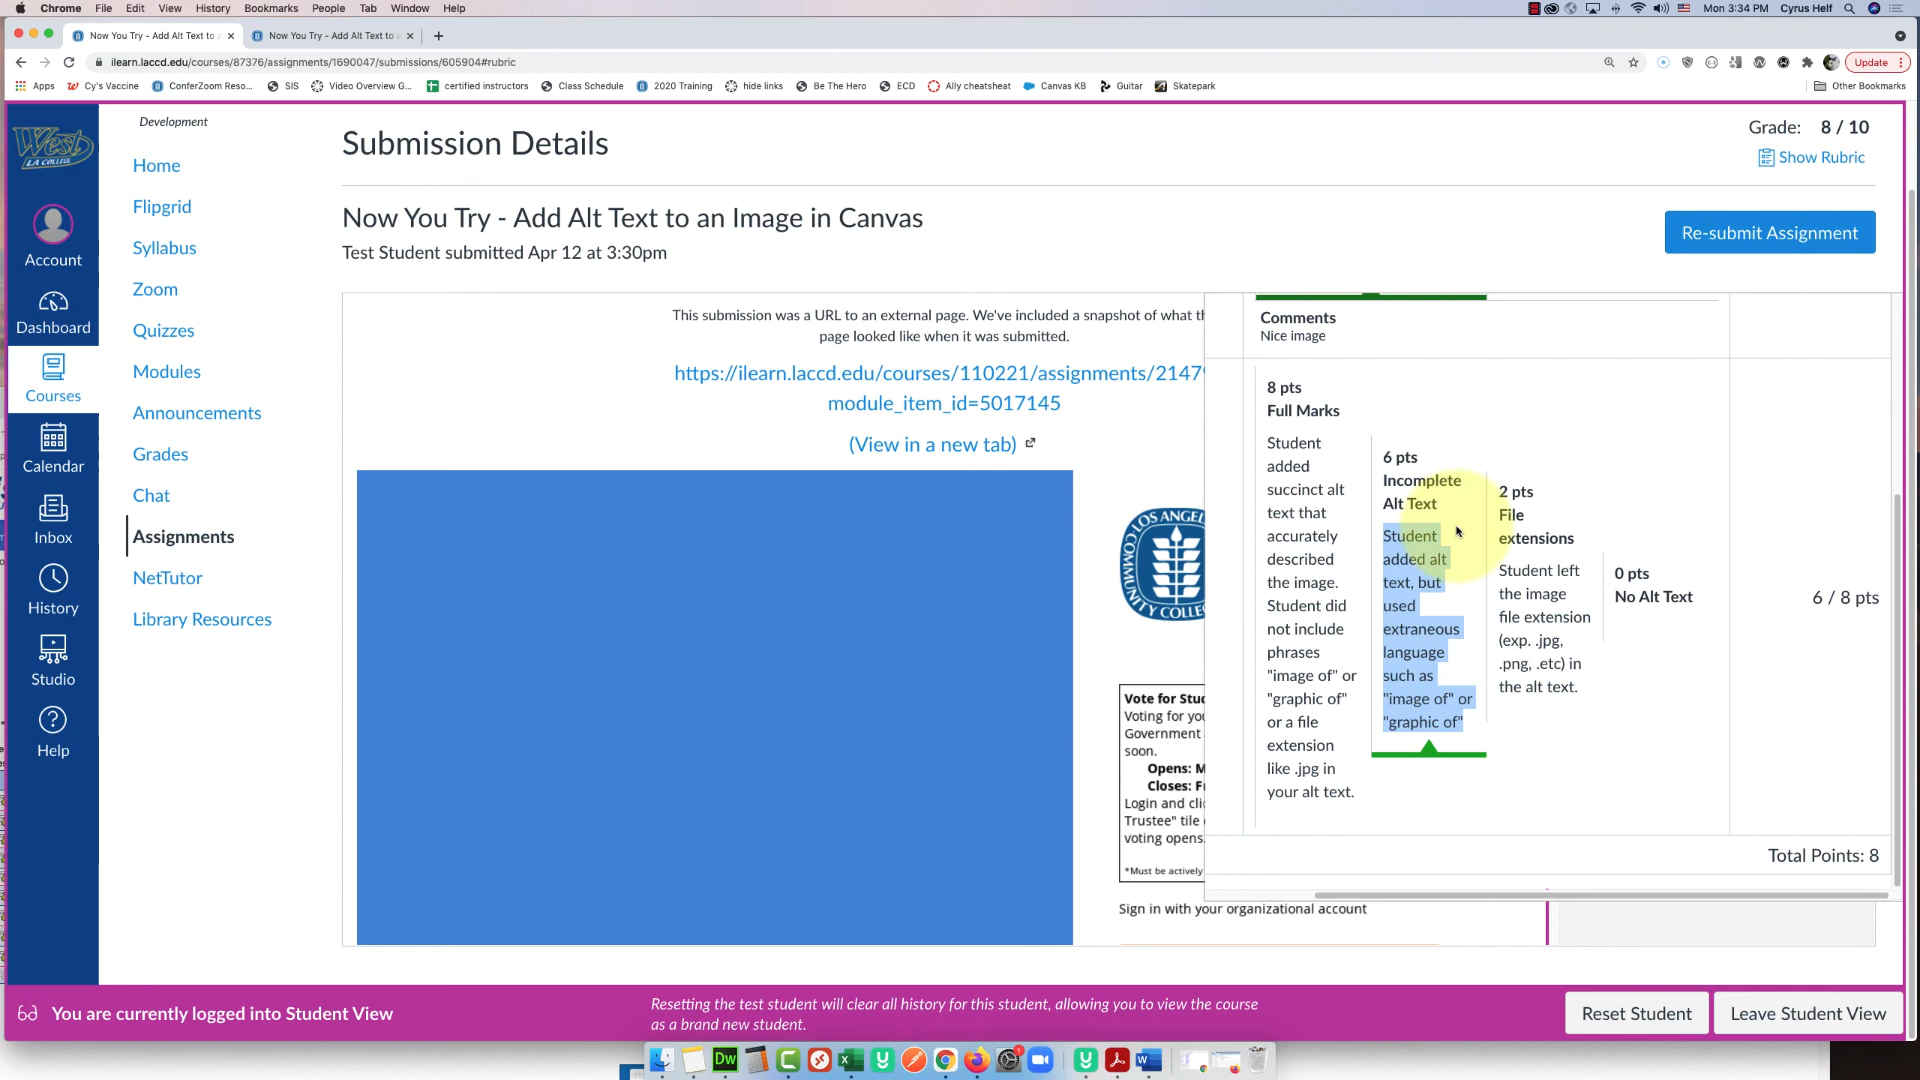 Chrome File Edit View History Bookmarks People Tab Window Help
Mon 3:34 PM Cyrus Helf
Now You Try - Add Alt Text to
Now You Try - Add Alt Text to
ilearn.laccd.edu/courses/87376/assignments/1690047/submissions/605904#rubric
Update
Apps Cy's Vaccine ConferZoom Reso... SIS Video Overview G... certified instructors Class Schedule 2020 Training hide links Be The Hero ECD Ally cheatsheet Canvas KB Guitar Skatepark Other Bookmarks
West
LA COLLEGE
Account
Dashboard
Courses
Calendar
Inbox
History
Studio
Help
Development
Home
Flipgrid
Syllabus
Zoom
Quizzes
Modules
Announcements
Grades
Chat
Assignments
NetTutor
Library Resources
Submission Details
Grade: 8 / 10
Show Rubric
Now You Try - Add Alt Text to an Image in Canvas
Test Student submitted Apr 12 at 3:30pm
Re-submit Assignment
This submission was a URL to an external page. We've included a snapshot of what th
page looked like when it was submitted.
https://ilearn.laccd.edu/courses/110221/assignments/2147
module_item_id=5017145
(View in a new tab)
LOS ANGEL
COMMUNITY COLLEG
Vote for Stud
Voting for you
Government
soon.
Opens: M
Closes: Fr
Login and clic
Trustee" tile
voting opens.
*Must be actively
Sign in with your organizational account
Comments
Nice image
8 pts
Full Marks
Student
added
succinct alt
text that
accurately
described
the image.
Student did
not include
phrases
"image of" or
"graphic of"
or a file
extension
like .jpg in
your alt text.
6 pts
Incomplete
Alt Text
Student
added alt
text, but
used
extraneous
language
such as
"image of" or
"graphic of"
2 pts
File
extensions
Student left
the image
file extension
(exp. .jpg,
.png, .etc) in
the alt text.
0 pts
No Alt Text
6 / 8 pts
Total Points: 8
You are currently logged into Student View
Resetting the test student will clear all history for this student, allowing you to view the course
as a brand new student.
Reset Student
Leave Student View
Dw